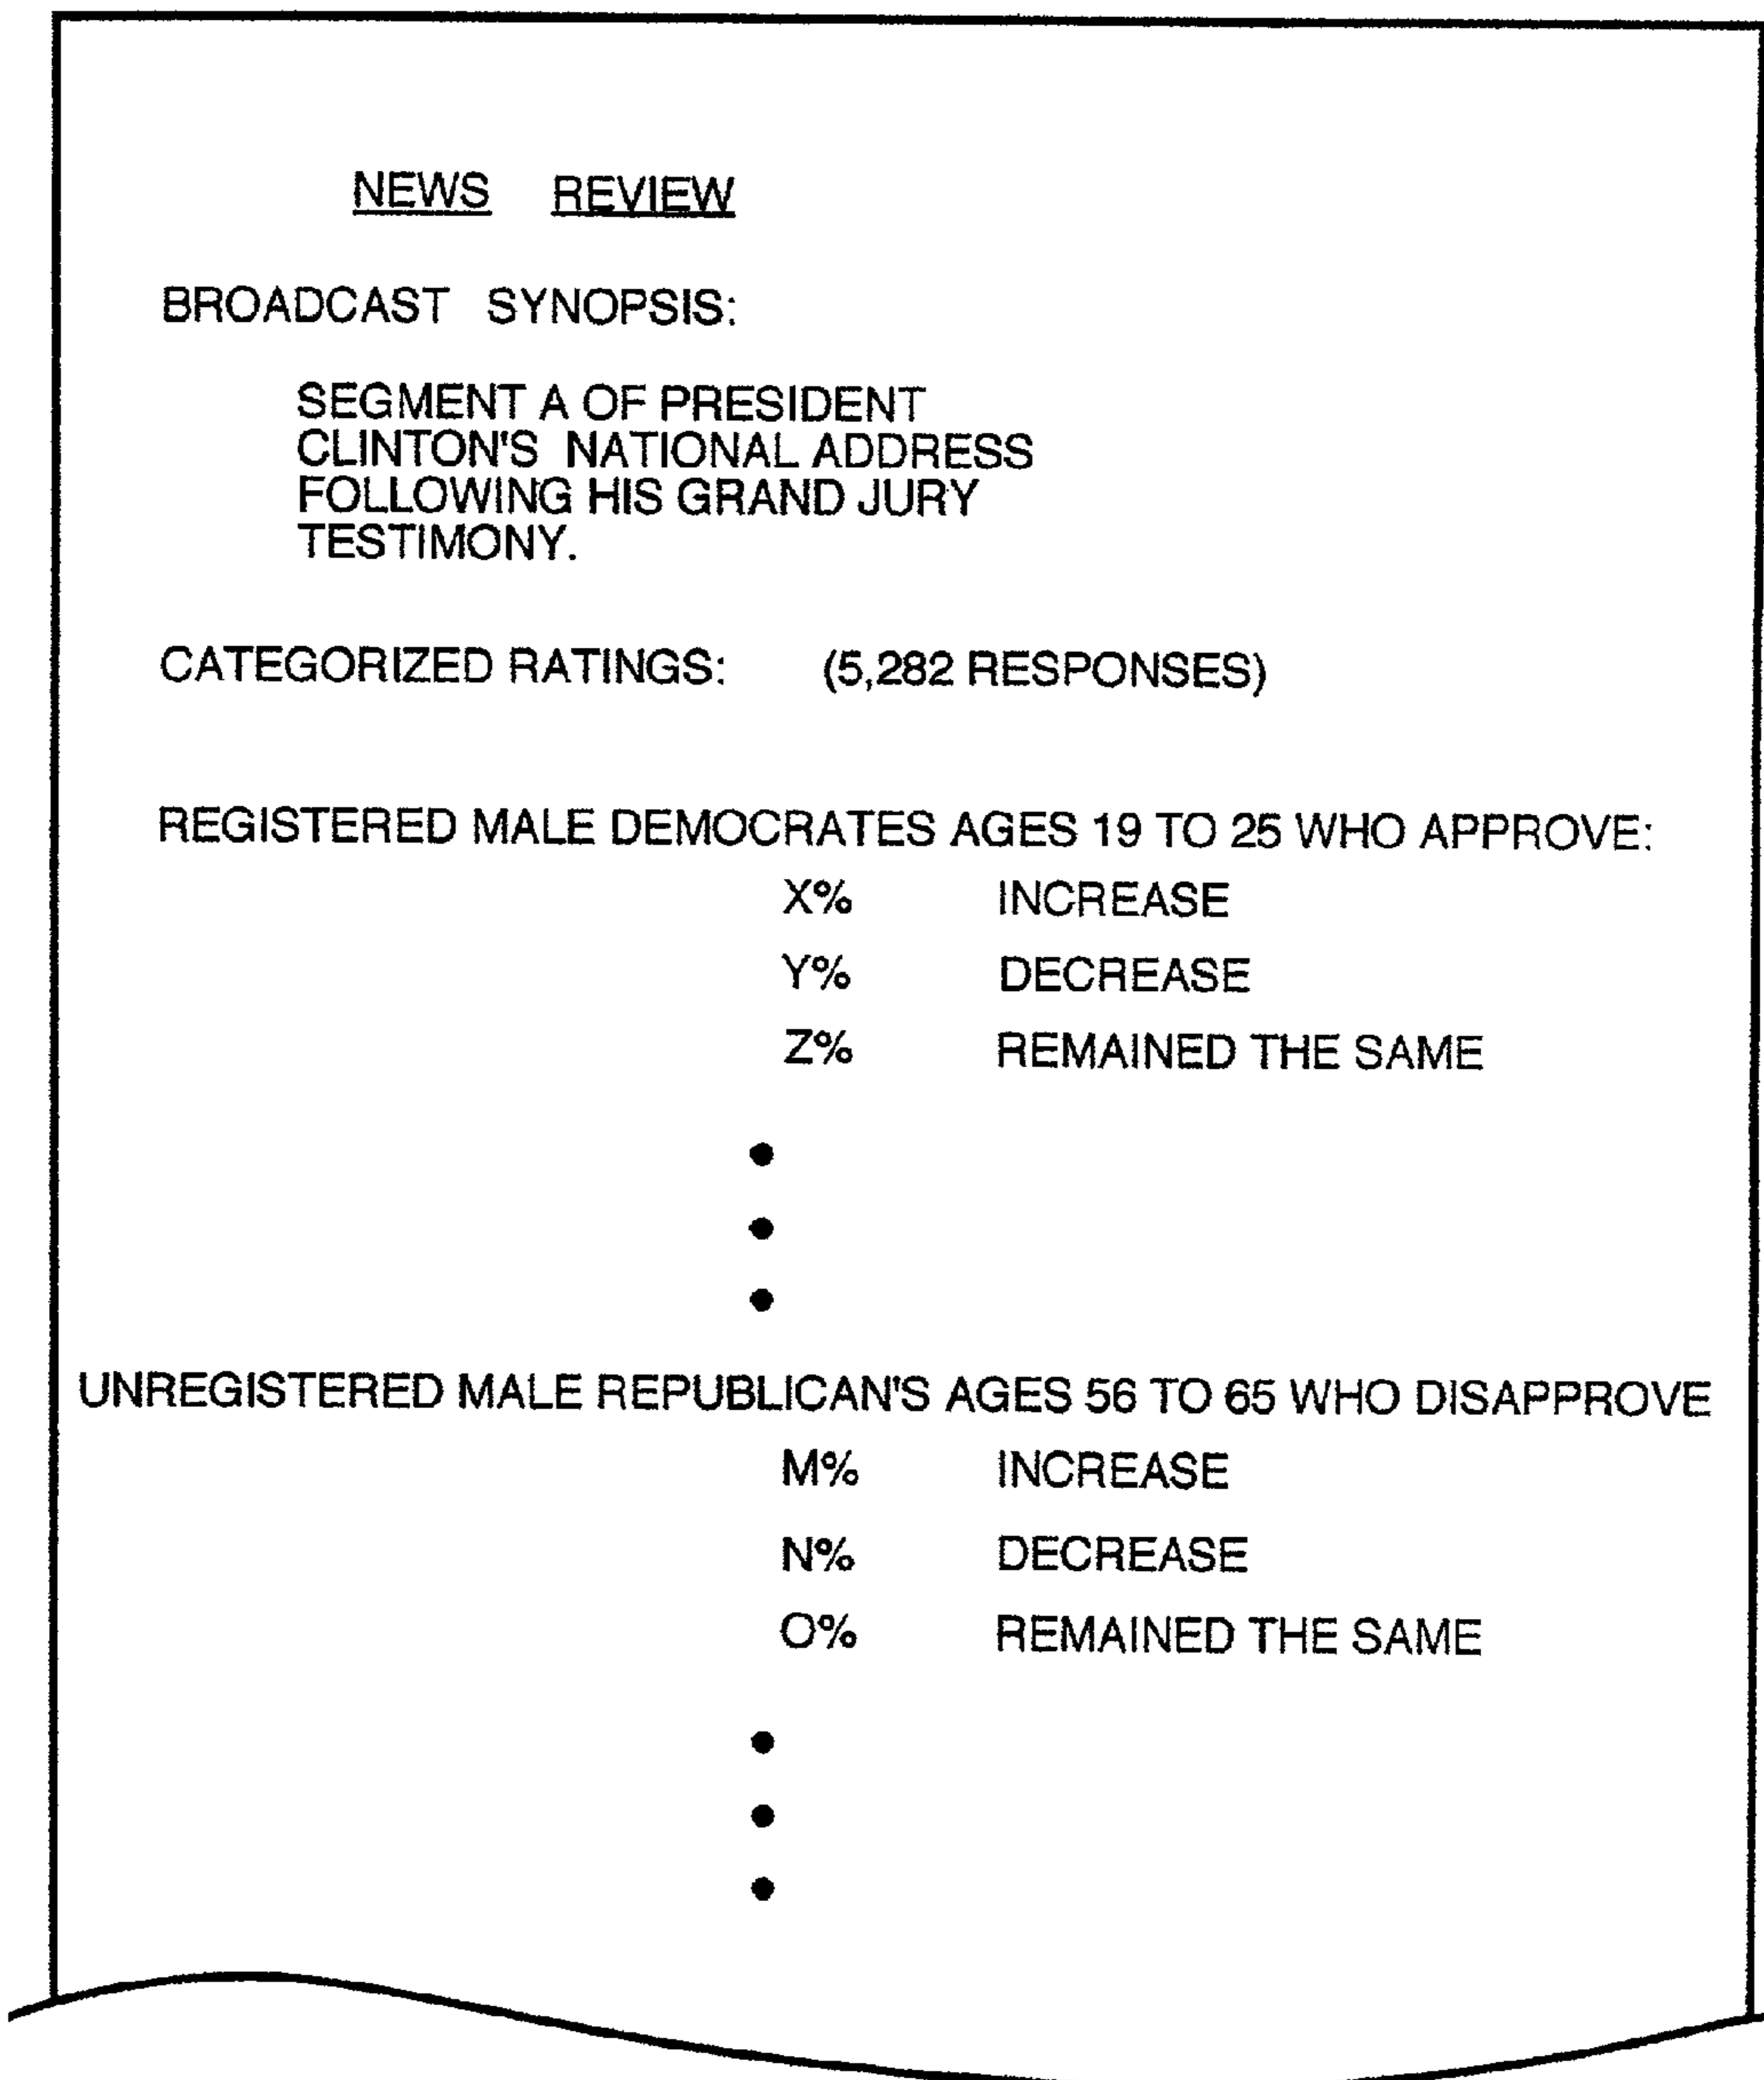 NEWS REVIEW
BROADCAST SYNOPSIS:
SEGMENT A OF PRESIDENT
CLINTON'S NATIONAL ADDRESS
FOLLOWING HIS GRAND JURY
TESTIMONY.
CATEGORIZED RATINGS: (5,282 RESPONSES)
REGISTERED MALE DEMOCRATES AGES 19 TO 25 WHO APPROVE:
X% INCREASE
Y% DECREASE
Z% REMAINED THE SAME
UNREGISTERED MALE REPUBLICAN'S AGES 56 TO 65 WHO DISAPPROVE
M% INCREASE
N% DECREASE
O% REMAINED THE SAME